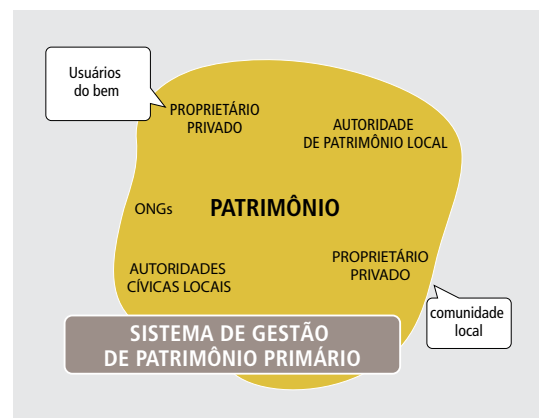 Usuários
do bem
PROPRIETÁRIO
PRIVADO
AUTORIDADE
DE PATRIMÔNIO LOCAL
ONGs
PATRIMÔNIO
AUTORIDADES
CÍVICAS LOCAIS
PROPRIETÁRIO
PRIVADO
comunidade
local
SISTEMA DE GESTÃO
DE PATRIMÔNIO PRIMÁRIO